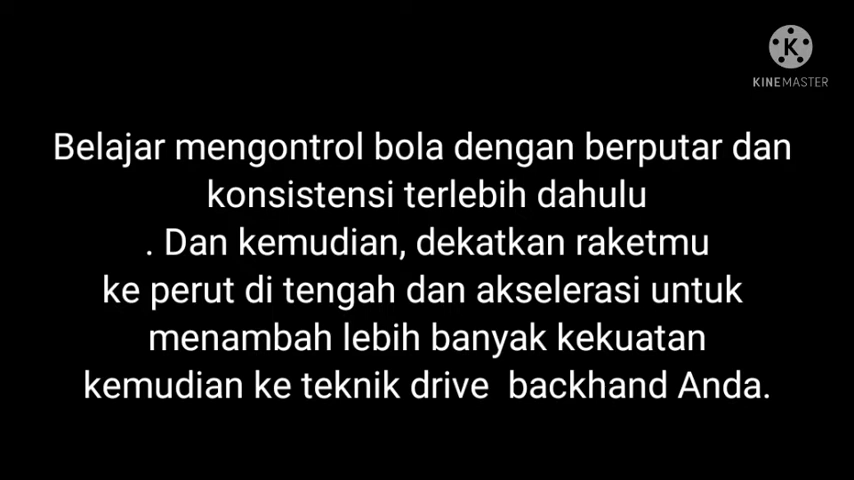 K
KINEMASTER
Belajar mengontrol bola dengan berputar dan
konsistensi terlebih dahulu
. Dan kemudian, dekatkan raketmu
ke perut di tengah dan akselerasi untuk
menambah lebih banyak kekuatan
kemudian ke teknik drive  backhand Anda.